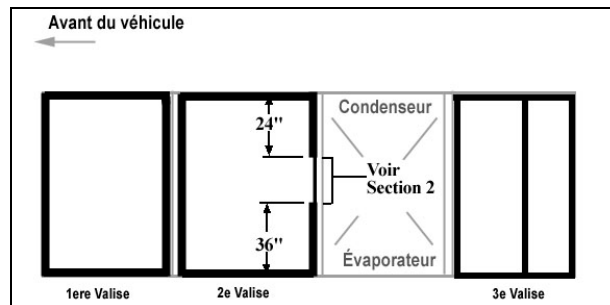 Avant du véhicule
Condenseur
24"
Voir
Section 2
36"
Évaporateur
1ere Valise
2e Valise
3e Valise